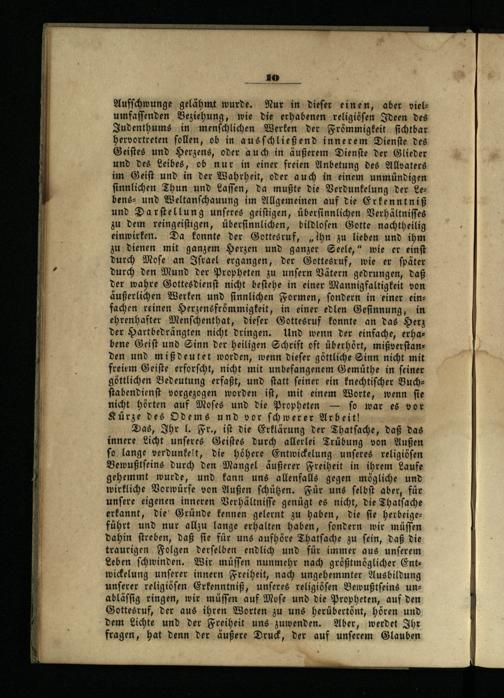 10
Aufschwunge gelähmt wurde. Nur in dieser einen, aber viel-
umfassenden Beziehung, wie die erhabenen religiösen Ideen des
Judenthums in menschlichen Werken der Frömmigkeit sichtbar
hervortreten sollen, ob in ausschließend innerem Dienste des
Geistes und Herzens, oder auch in äußerem Dienste der Glieder
und des Leibes, ob nur in einer freien Anbetung des Allvaters
im Geist und in der Wahrheit, oder auch in einem unmündigen
sinnlichen Thun und Lassen, da mußte die Verdunkelung der Le-
bens- und Weltanschauung im Allgemeinen auf die Erkenntniß
und Darstellung unseres geistigen, übersinnlichen Verhältnisses
zu dem reingeistigen, übersinnlichen, bildlosen Gotte nachtheilig
einwirken. Da konnte der Gottesruf, „ihn zu lieben und ihm
zu dienen mit ganzem Herzen und ganzer Seele,“ wie er einst
durch Mose an Israel ergangen, der Gottesruf, wie er später
durch den Mund der Propheten zu unsern Vätern gedrungen, daß
der wahre Gottesdienst nicht bestehe in einer Mannigfaltigkeit von
äußerlichen Werken und sinnlichen Formen, sondern in einer ein-
fachen reinen Herzensfrömmigkeit, in einer edlen Gesinnung, in
ehrenhafter Menschenthat, dieser Gottesruf konnte an das Herz
der Hartbedrängten nicht dringen. Und wenn der einfache, erha-
bene Geist und Sinn der heiligen Schrift oft überhört, mißverstan-
den und mißdeutet worden, wenn dieser göttliche Sinn nicht mit
freiem Geiste erforscht, nicht mit unbefangenem Gemüthe in seiner
göttlichen Bedeutung erfaßt, und statt seiner ein knechtischer Buch-
stabendienst vorgezogen worden ist, mit einem Worte, wenn sie
nicht hörten auf Moses und die Propheten — so war es vor
Kürze des Odems und vor schwerer Arbeit!
Das, Ihr l. Fr., ist die Erklärung der Thatsache, daß das
innere Licht unseres Geistes durch allerlei Trübung von Außen
so lange verdunkelt, die höhere Entwickelung unseres religiösen
Bewußtseins durch den Mangel äußerer Freiheit in ihrem Laufe
gehemmt wurde, und kann uns allenfalls gegen mögliche und
wirkliche Vorwürfe von Außen schützen. Für uns selbst aber, für
unsere eigenen inneren Verhältnisse genügt es nicht, die Thatsache
erkannt, die Gründe kennen gelernt zu haben, die sie herbeige-
führt und nur allzu lange erhalten haben, sondern wir müssen
dahin streben, daß sie für uns aufhöre Thatsache zu sein, daß die
traurigen Folgen derselben endlich und für immer aus unserem
Leben schwinden. Wir müssen nunmehr nach größtmöglicher Ent-
wickelung unserer innern Freiheit, nach ungehemmter Ausbildung
unserer religiösen Erkenntniß, unseres religiösen Bewußtseins un-
ablässig ringen, wir müssen auf Mose und die Propheten, auf den
Gottesruf, der aus ihren Worten zu uns herübertönt, hören und
dem Lichte und der Freiheit uns zuwenden. Aber, werdet Ihr
fragen, hat denn der äußere Druck, der auf unserem Glauben